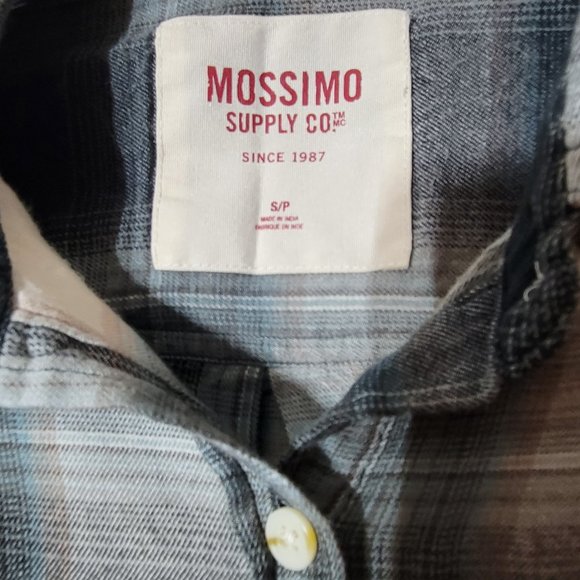 MOSSIMO
SUPPLY CO.™ MC
SINCE 1987
S/P
MADE IN INDIA
FABRIQUE EN INDE